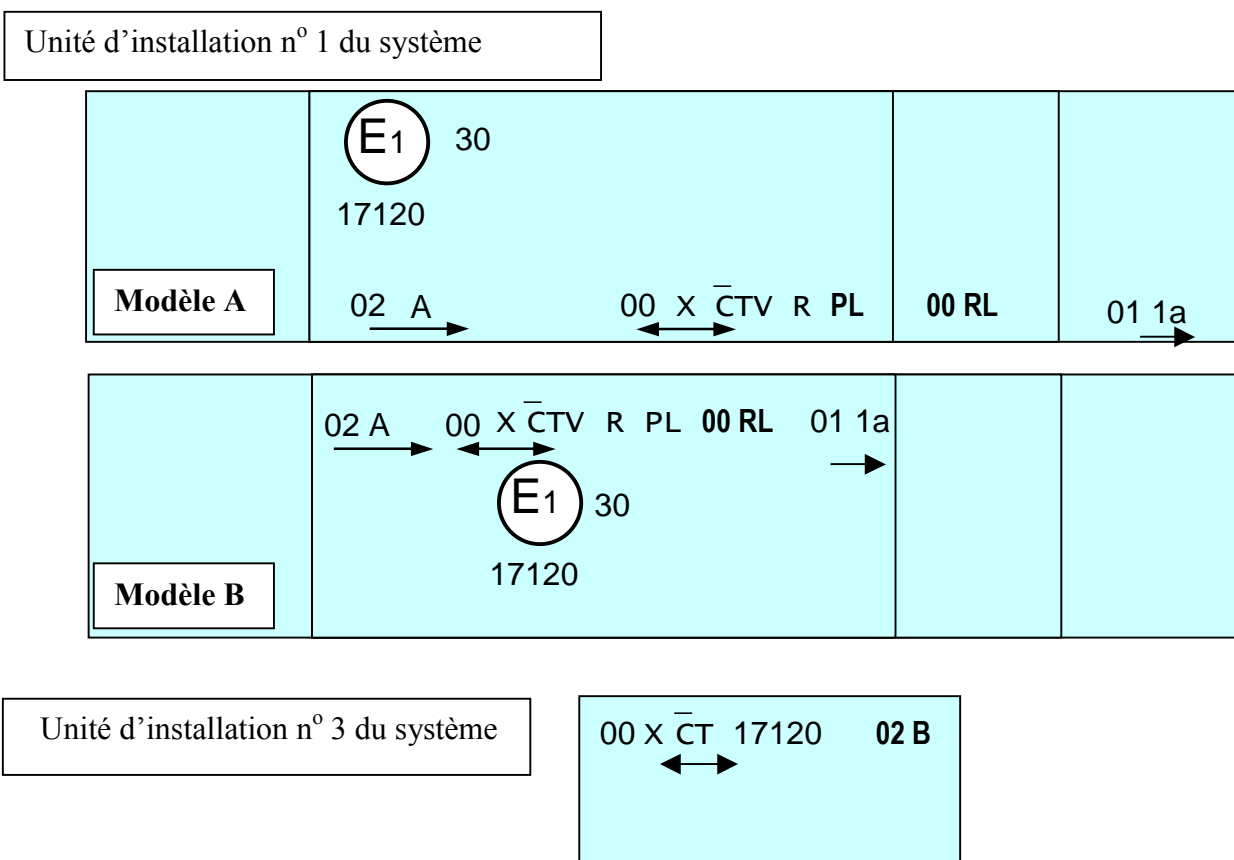 Unité d'installation nº 1 du système
E1 30
17120
Modèle A
02 A 00 X C̅TV R PL 00 RL 01 1a
02 A 00 X C̅TV R PL 00 RL 01 1a
E1 30
17120
Modèle B
Unité d'installation nº 3 du système
00 X C̅T 17120 02 B